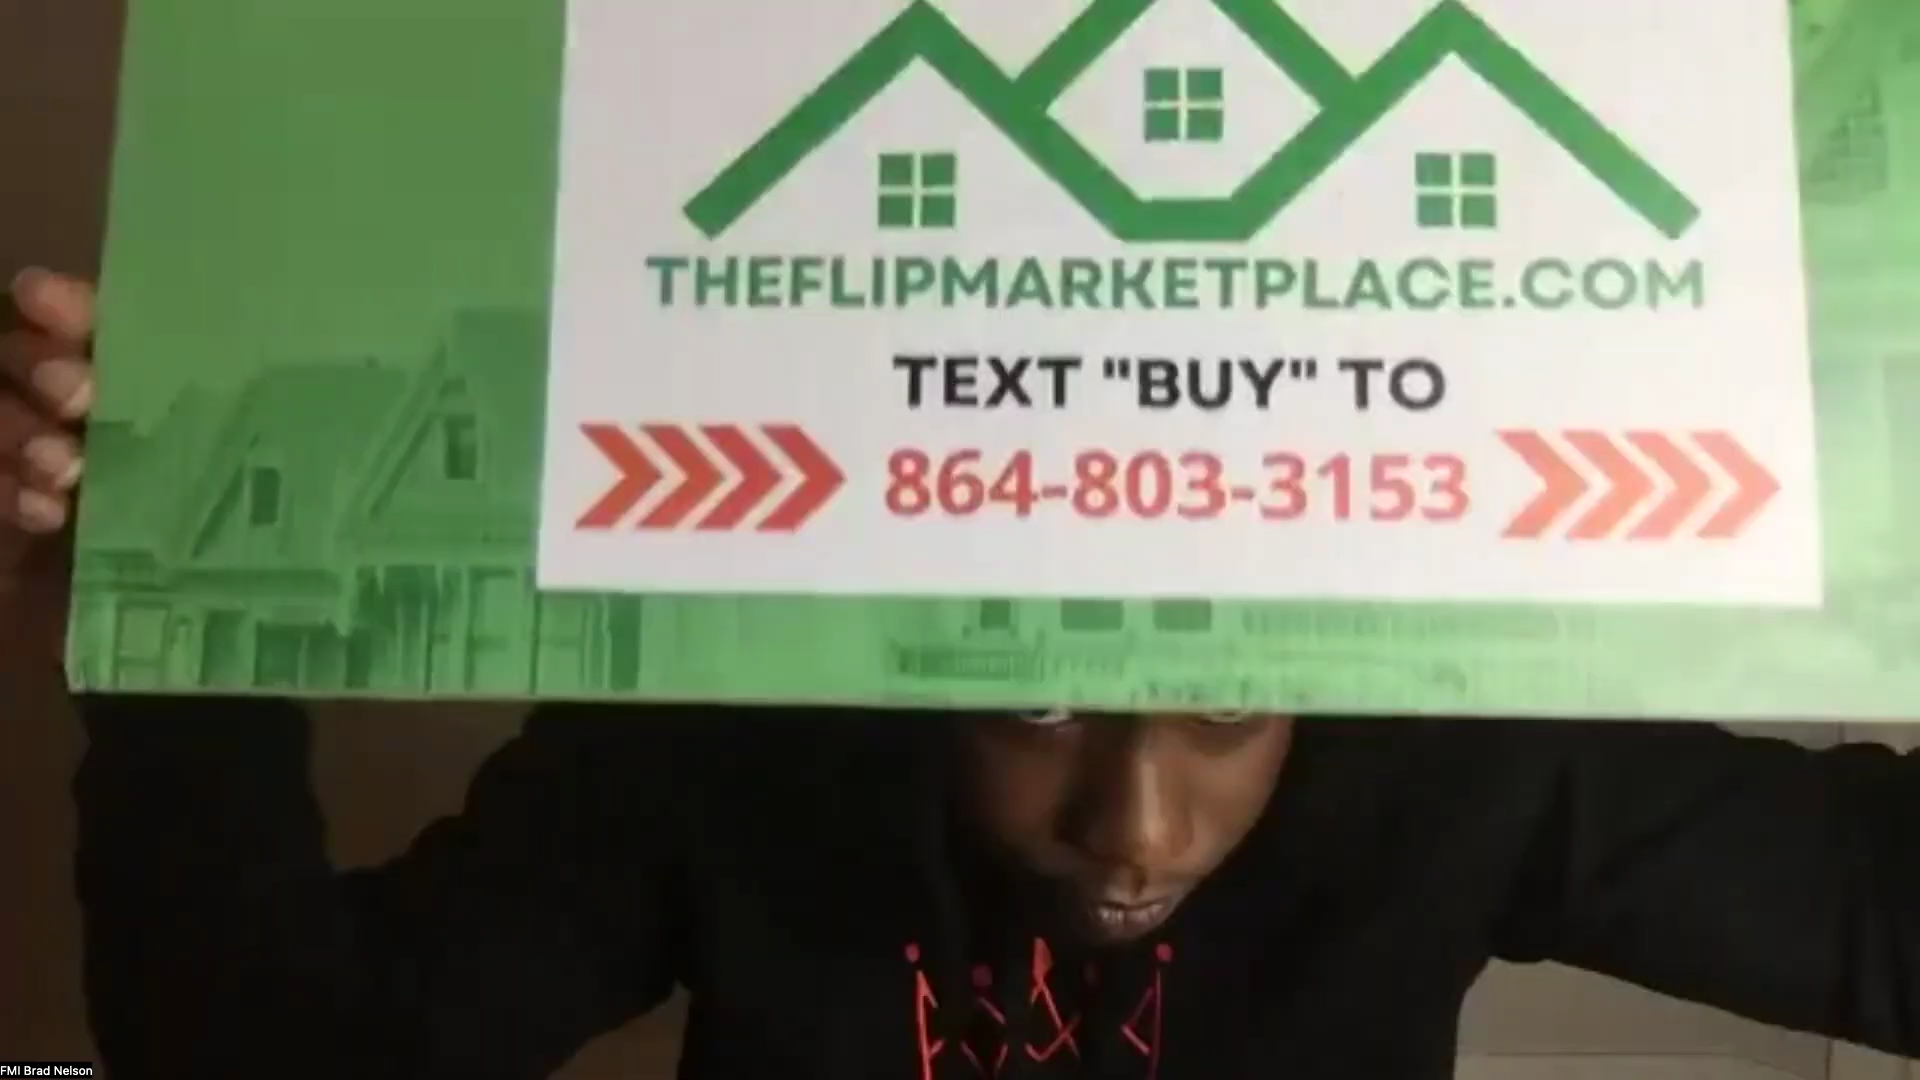 THEFLIPMARKETPLACE.COM
TEXT "BUY" TO
864-803-3153
FMI Brad Nelson